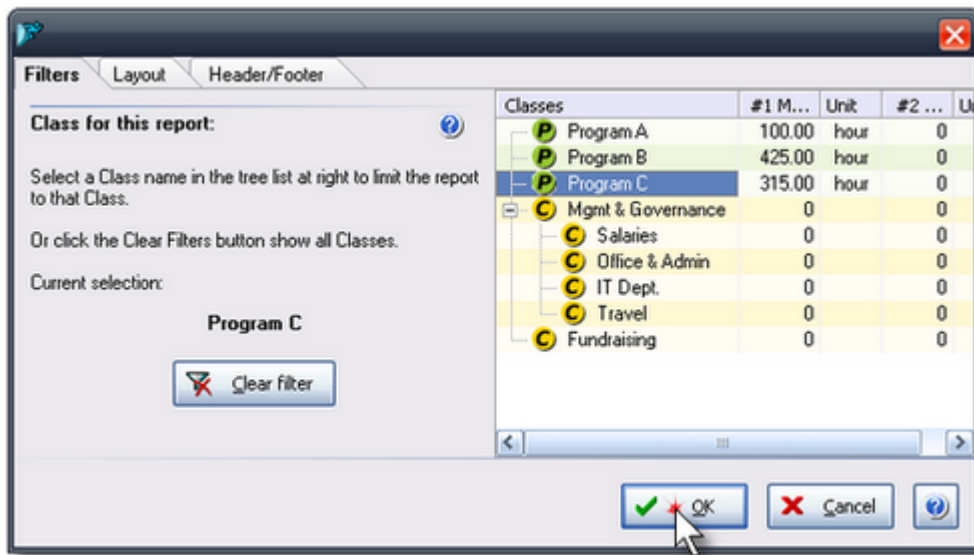 Filters Layout Header/Footer
Class for this report:
Select a Class name in the tree list at right to limit the report
to that Class.
Or click the Clear Filters button show all Classes.
Current selection:
Program C
Clear filter
Classes #1 M... Unit #2 ... U
P Program A 100.00 hour 0
P Program B 425.00 hour 0
P Program C 315.00 hour 0
C Mgmt & Governance 0 0
C Salaries 0 0
C Office & Admin 0 0
C IT Dept. 0 0
C Travel 0 0
C Fundraising 0 0
OK Cancel